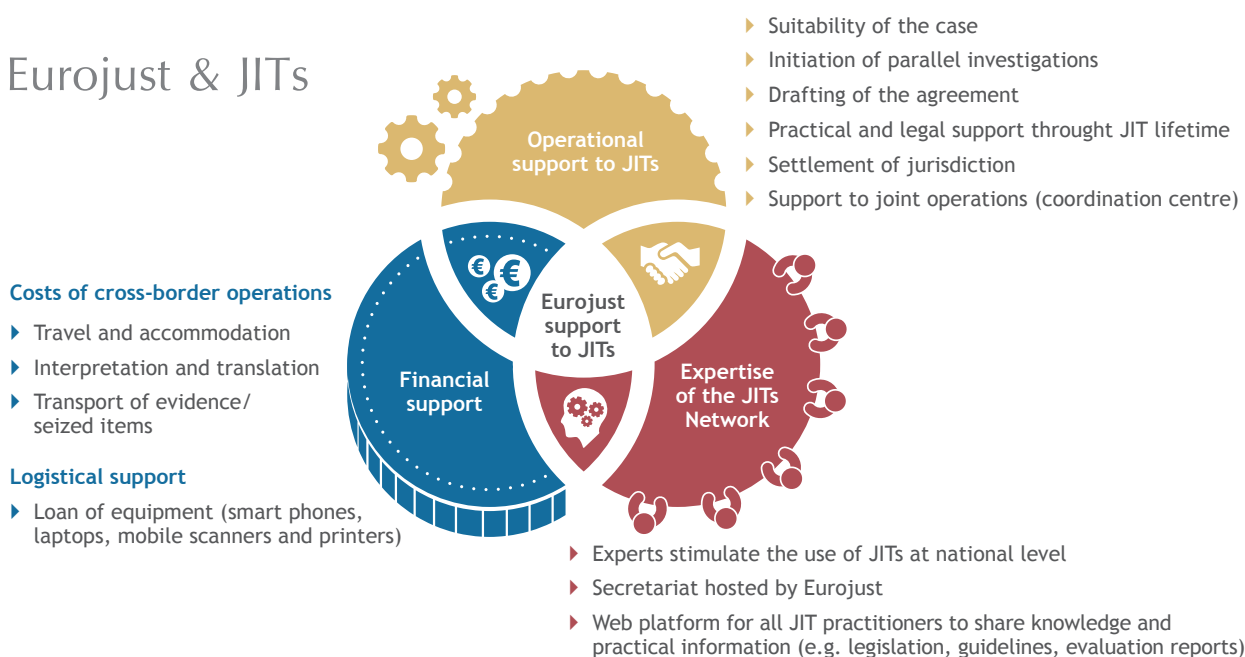 Eurojust & JITs
Suitability of the case
Initiation of parallel investigations
Drafting of the agreement
Practical and legal support throught JIT lifetime
Settlement of jurisdiction
Support to joint operations (coordination centre)
Operational
support to JITs
€
€
€
Eurojust
support
to JITs
Financial
support
Expertise
of the JITs
Network
Costs of cross-border operations
Travel and accommodation
Interpretation and translation
Transport of evidence/
seized items
Logistical support
Loan of equipment (smart phones,
laptops, mobile scanners and printers)
Experts stimulate the use of JITs at national level
Secretariat hosted by Eurojust
Web platform for all JIT practitioners to share knowledge and
practical information (e.g. legislation, guidelines, evaluation reports)